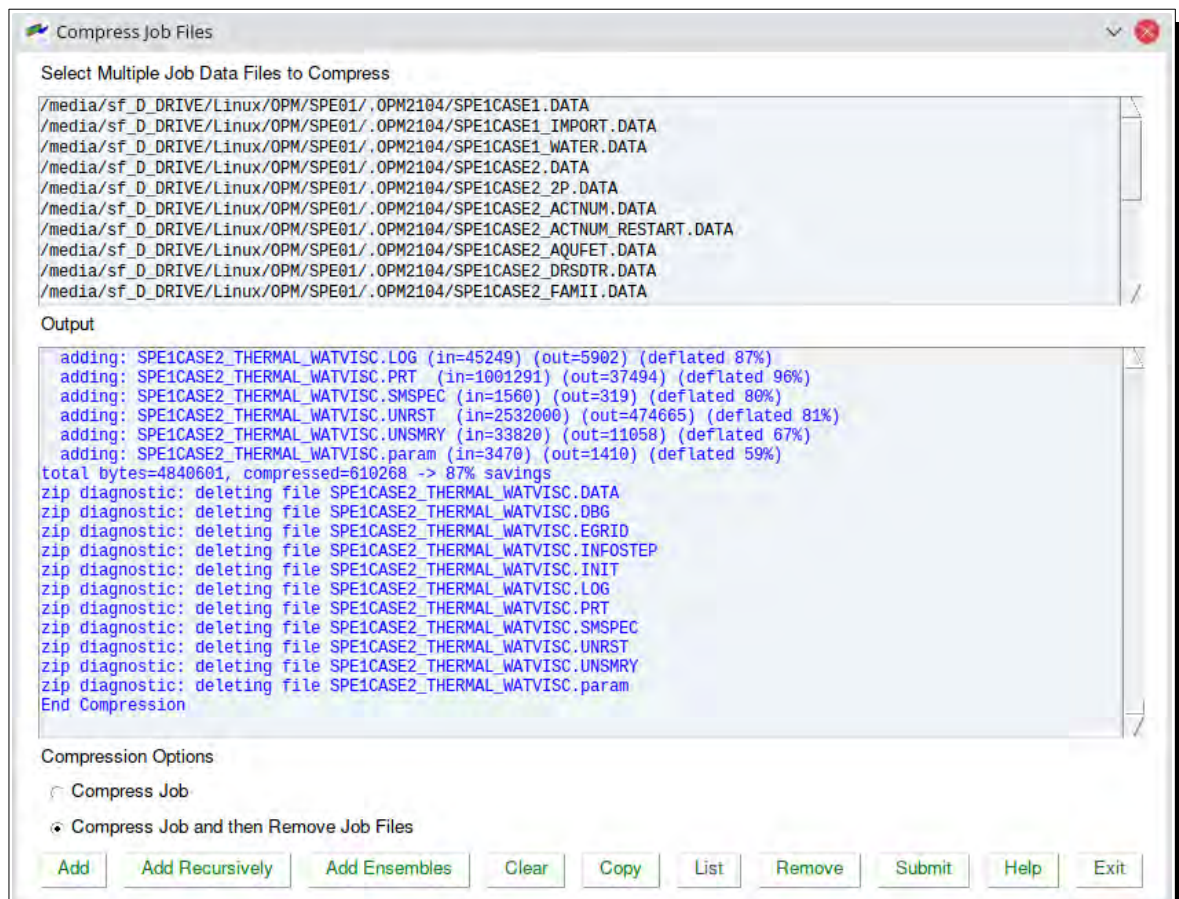 Compress Job Files
Select Multiple Job Data Files to Compress
/media/sf_D_DRIVE/Linux/OPM/SPE01/.OPM2104/SPE1CASE1.DATA
/media/sf_D_DRIVE/Linux/OPM/SPE01/.OPM2104/SPE1CASE1_IMPORT.DATA
/media/sf_D_DRIVE/Linux/OPM/SPE01/.OPM2104/SPE1CASE1_WATER.DATA
/media/sf_D_DRIVE/Linux/OPM/SPE01/.OPM2104/SPE1CASE2.DATA
/media/sf_D_DRIVE/Linux/OPM/SPE01/.OPM2104/SPE1CASE2_2P.DATA
/media/sf_D_DRIVE/Linux/OPM/SPE01/.OPM2104/SPE1CASE2_ACTNUM.DATA
/media/sf_D_DRIVE/Linux/OPM/SPE01/.OPM2104/SPE1CASE2_ACTNUM_RESTART.DATA
/media/sf_D_DRIVE/Linux/OPM/SPE01/.OPM2104/SPE1CASE2_AQUFET.DATA
/media/sf_D_DRIVE/Linux/OPM/SPE01/.OPM2104/SPE1CASE2_DRSDTR.DATA
/media/sf_D_DRIVE/Linux/OPM/SPE01/.OPM2104/SPE1CASE2_FAMII.DATA
Output
adding: SPE1CASE2_THERMAL_WATVISC.LOG (in=45249) (out=5902) (deflated 87%)
adding: SPE1CASE2_THERMAL_WATVISC.PRT (in=1001291) (out=37494) (deflated 96%)
adding: SPE1CASE2_THERMAL_WATVISC.SMSPEC (in=1560) (out=319) (deflated 80%)
adding: SPE1CASE2_THERMAL_WATVISC.UNRST (in=2532000) (out=474665) (deflated 81%)
adding: SPE1CASE2_THERMAL_WATVISC.UNSMRY (in=33820) (out=11058) (deflated 67%)
adding: SPE1CASE2_THERMAL_WATVISC.param (in=3470) (out=1410) (deflated 59%)
total bytes=4840601, compressed=610268 -> 87% savings
zip diagnostic: deleting file SPE1CASE2_THERMAL_WATVISC.DATA
zip diagnostic: deleting file SPE1CASE2_THERMAL_WATVISC.DBG
zip diagnostic: deleting file SPE1CASE2_THERMAL_WATVISC.EGRID
zip diagnostic: deleting file SPE1CASE2_THERMAL_WATVISC.INFOSTEP
zip diagnostic: deleting file SPE1CASE2_THERMAL_WATVISC.INIT
zip diagnostic: deleting file SPE1CASE2_THERMAL_WATVISC.LOG
zip diagnostic: deleting file SPE1CASE2_THERMAL_WATVISC.PRT
zip diagnostic: deleting file SPE1CASE2_THERMAL_WATVISC.SMSPEC
zip diagnostic: deleting file SPE1CASE2_THERMAL_WATVISC.UNRST
zip diagnostic: deleting file SPE1CASE2_THERMAL_WATVISC.UNSMRY
zip diagnostic: deleting file SPE1CASE2_THERMAL_WATVISC.param
End Compression
Compression Options
Compress Job
Compress Job and then Remove Job Files
Add Add Recursively Add Ensembles Clear Copy List Remove Submit Help Exit